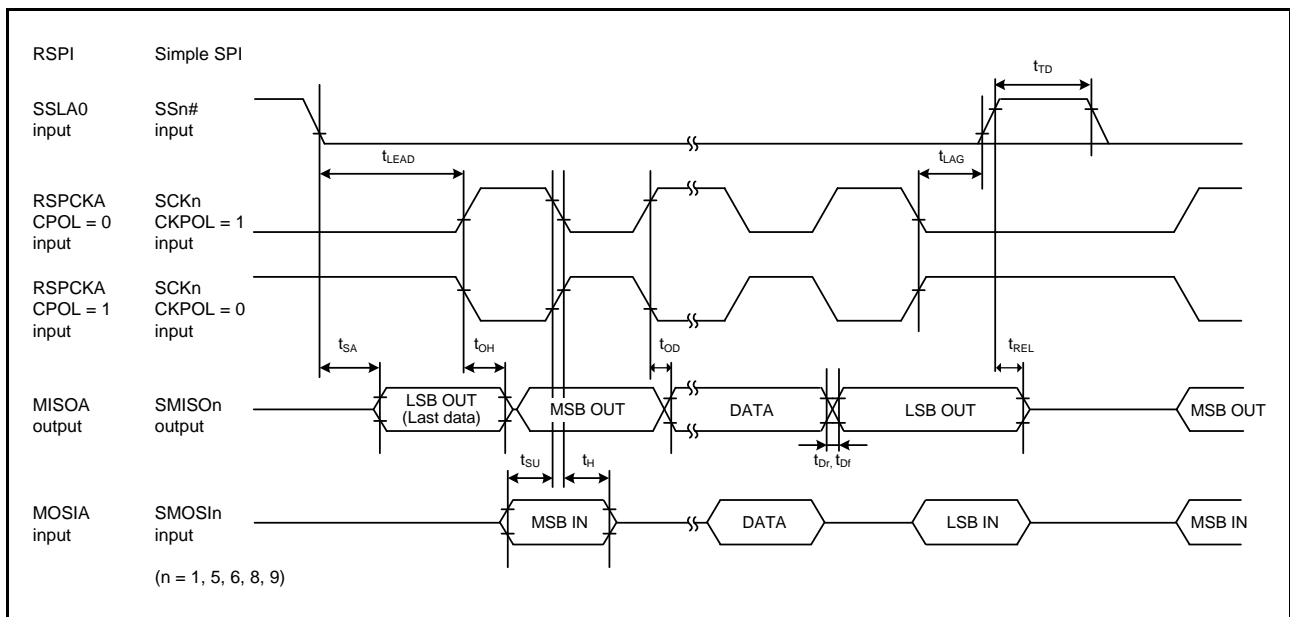 RSPI Simple SPI
tTD
SSLA0 SSn#
input input
tLEAD tLAG
RSPCKA SCKn
CPOL = 0 CKPOL = 1
input input
RSPCKA SCKn
CPOL = 1 CKPOL = 0
input input
tSA tOH tOD tREL
MISOA SMISOn
output output
LSB OUT
(Last data)
MSB OUT DATA LSB OUT MSB OUT
tSU tH tDr, tDf
MOSIA SMOSIn
input input
MSB IN DATA LSB IN MSB IN
(n = 1, 5, 6, 8, 9)